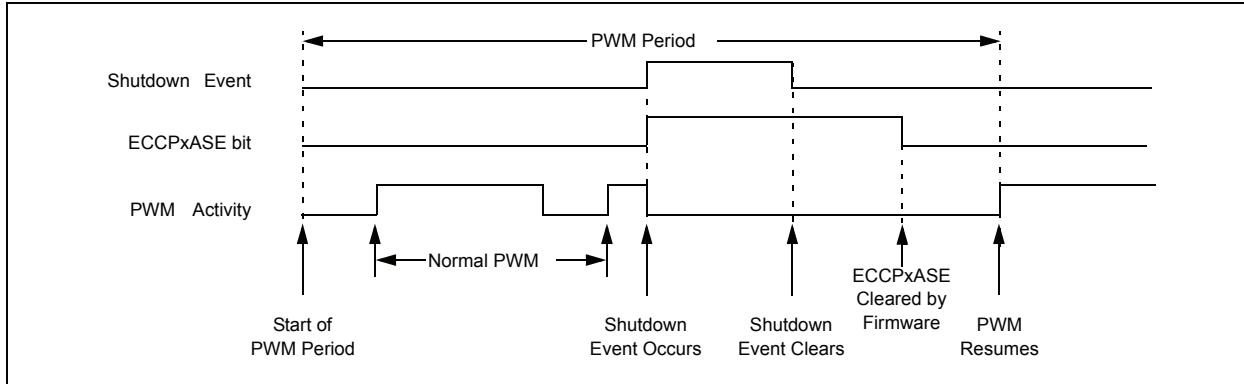 PWM Period
Shutdown Event
ECCPxASE bit
PWM Activity
Normal PWM
Start of
PWM Period
Shutdown
Event Occurs
Shutdown
Event Clears
ECCPxASE
Cleared by
Firmware
PWM
Resumes